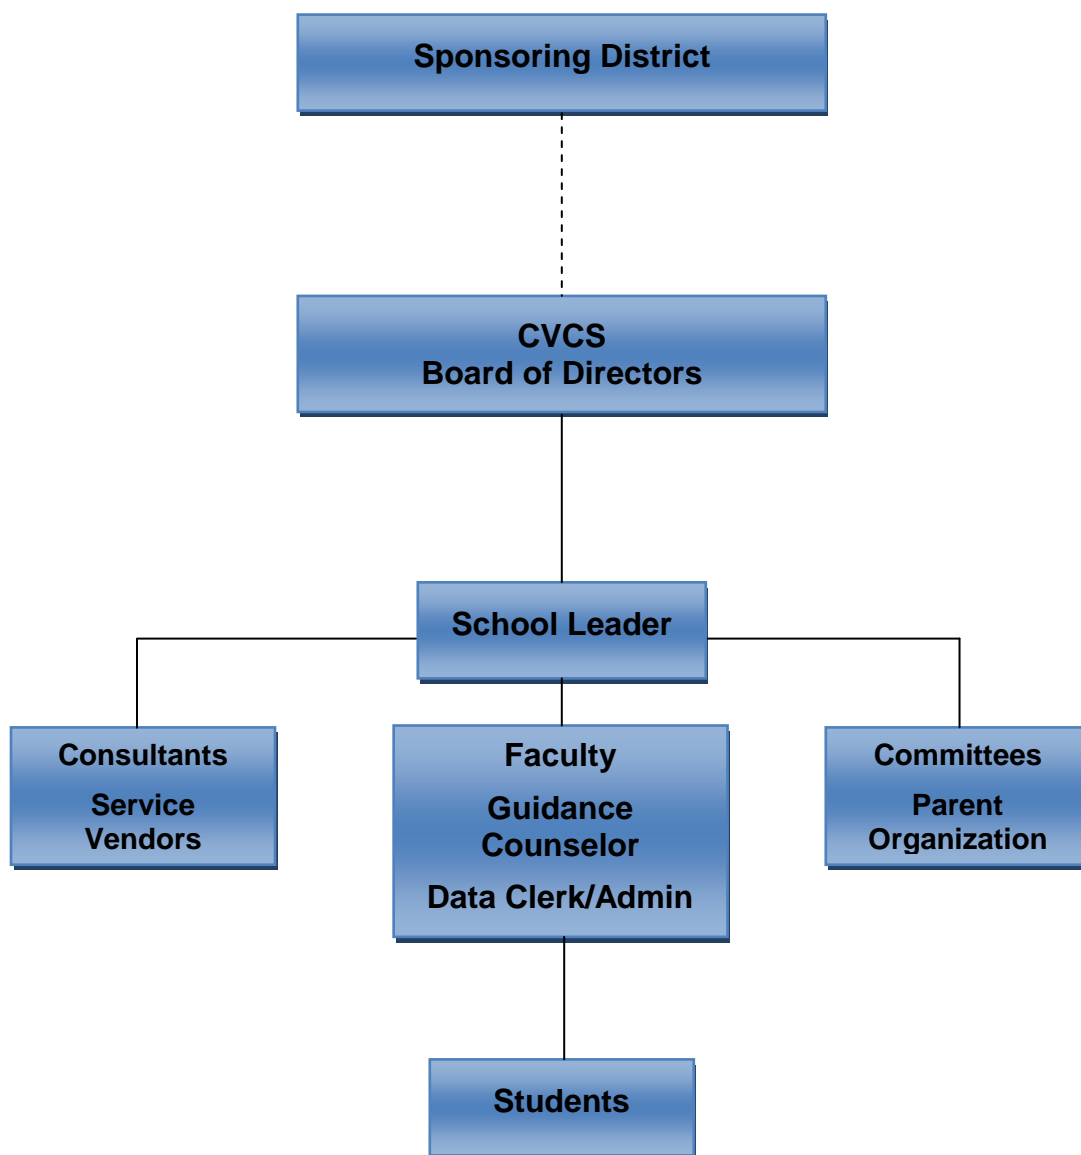 Sponsoring District
CVCS
Board of Directors
School Leader
Consultants
Service
Vendors
Faculty
Guidance
Counselor
Data Clerk/Admin
Committees
Parent
Organization
Students